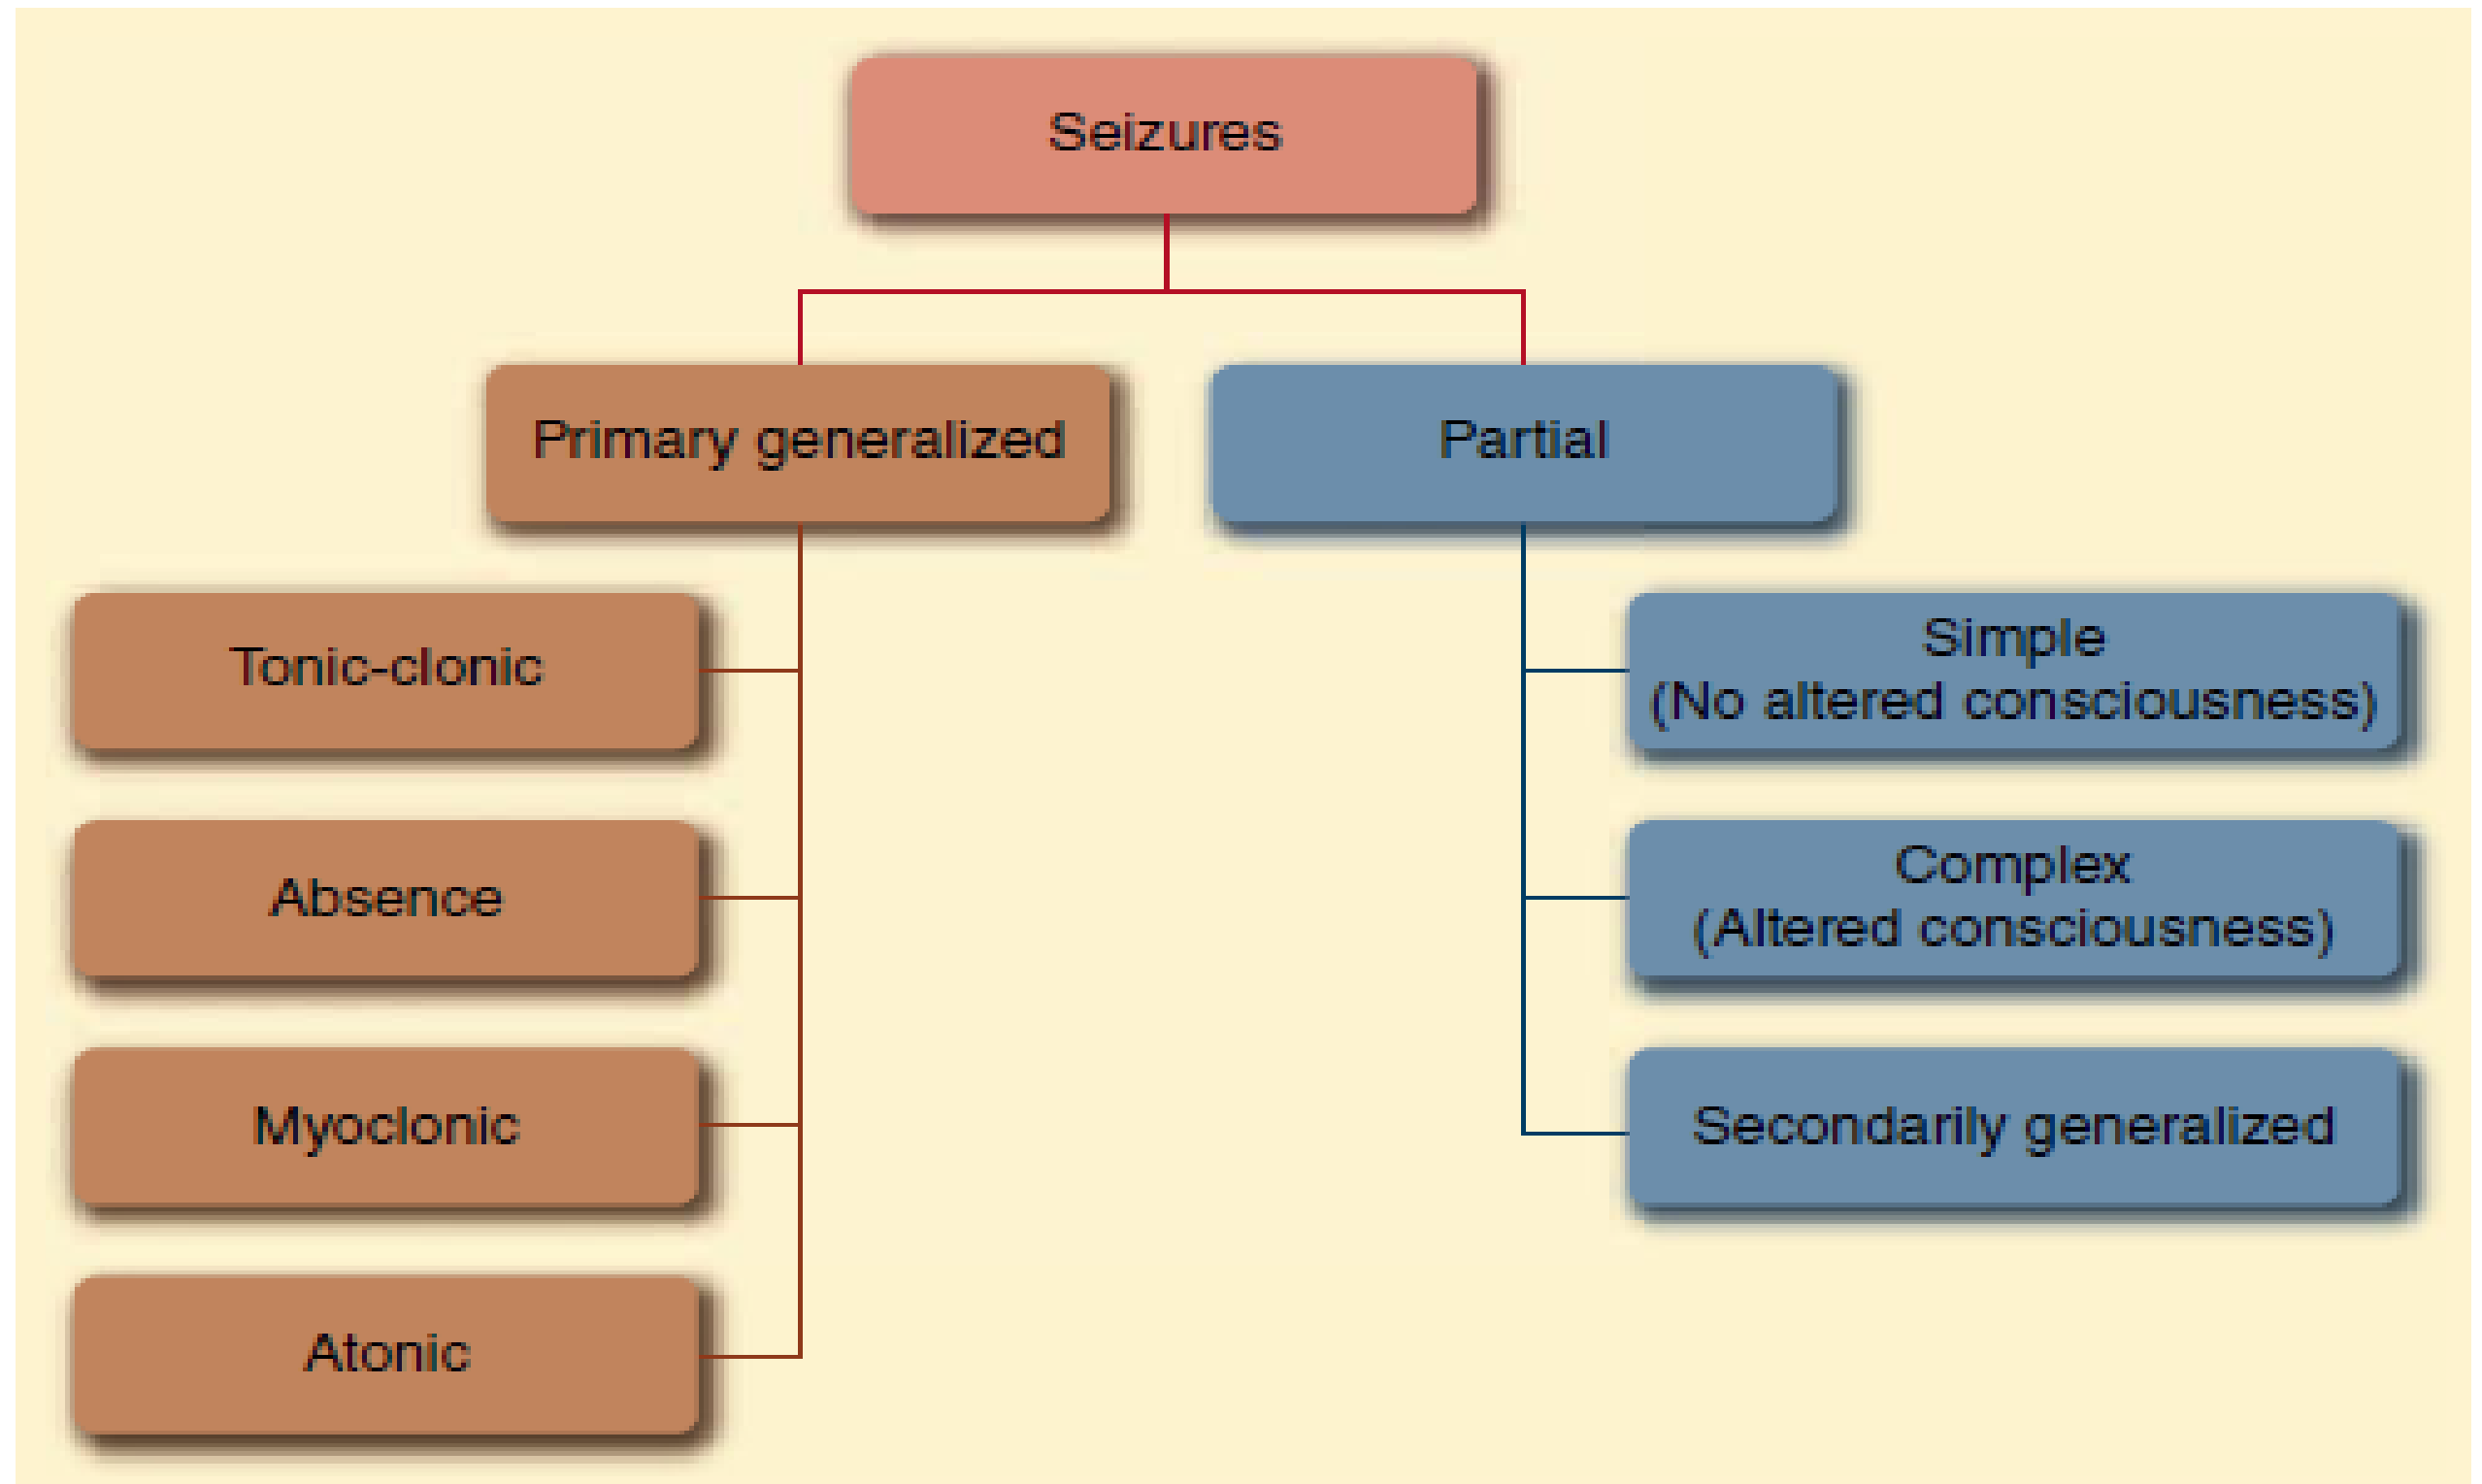 Seizures
Primary generalized
Partial
Tonic-clonic
Absence
Myoclonic
Atonic
Simple
(No altered consciousness)
Complex
(Altered consciousness)
Secondarily generalized